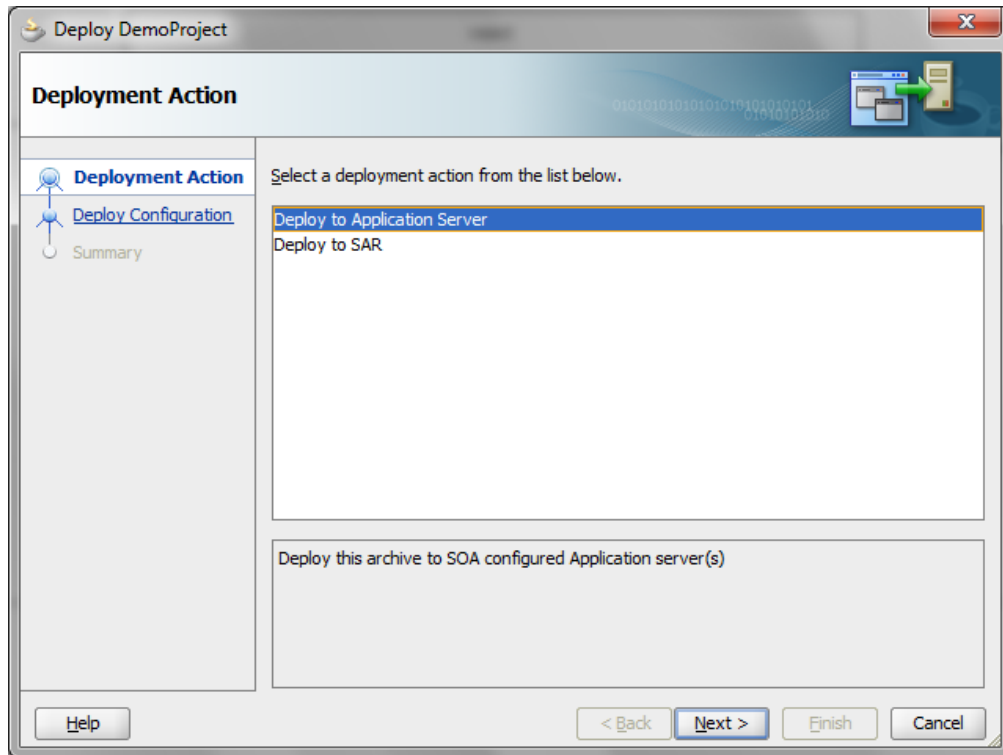 Deploy DemoProject
Deployment Action
Deployment Action
Deploy Configuration
Summary
Select a deployment action from the list below.
Deploy to Application Server
Deploy to SAR
Deploy this archive to SOA configured Application server(s)
Help
< Back
Next >
Finish
Cancel